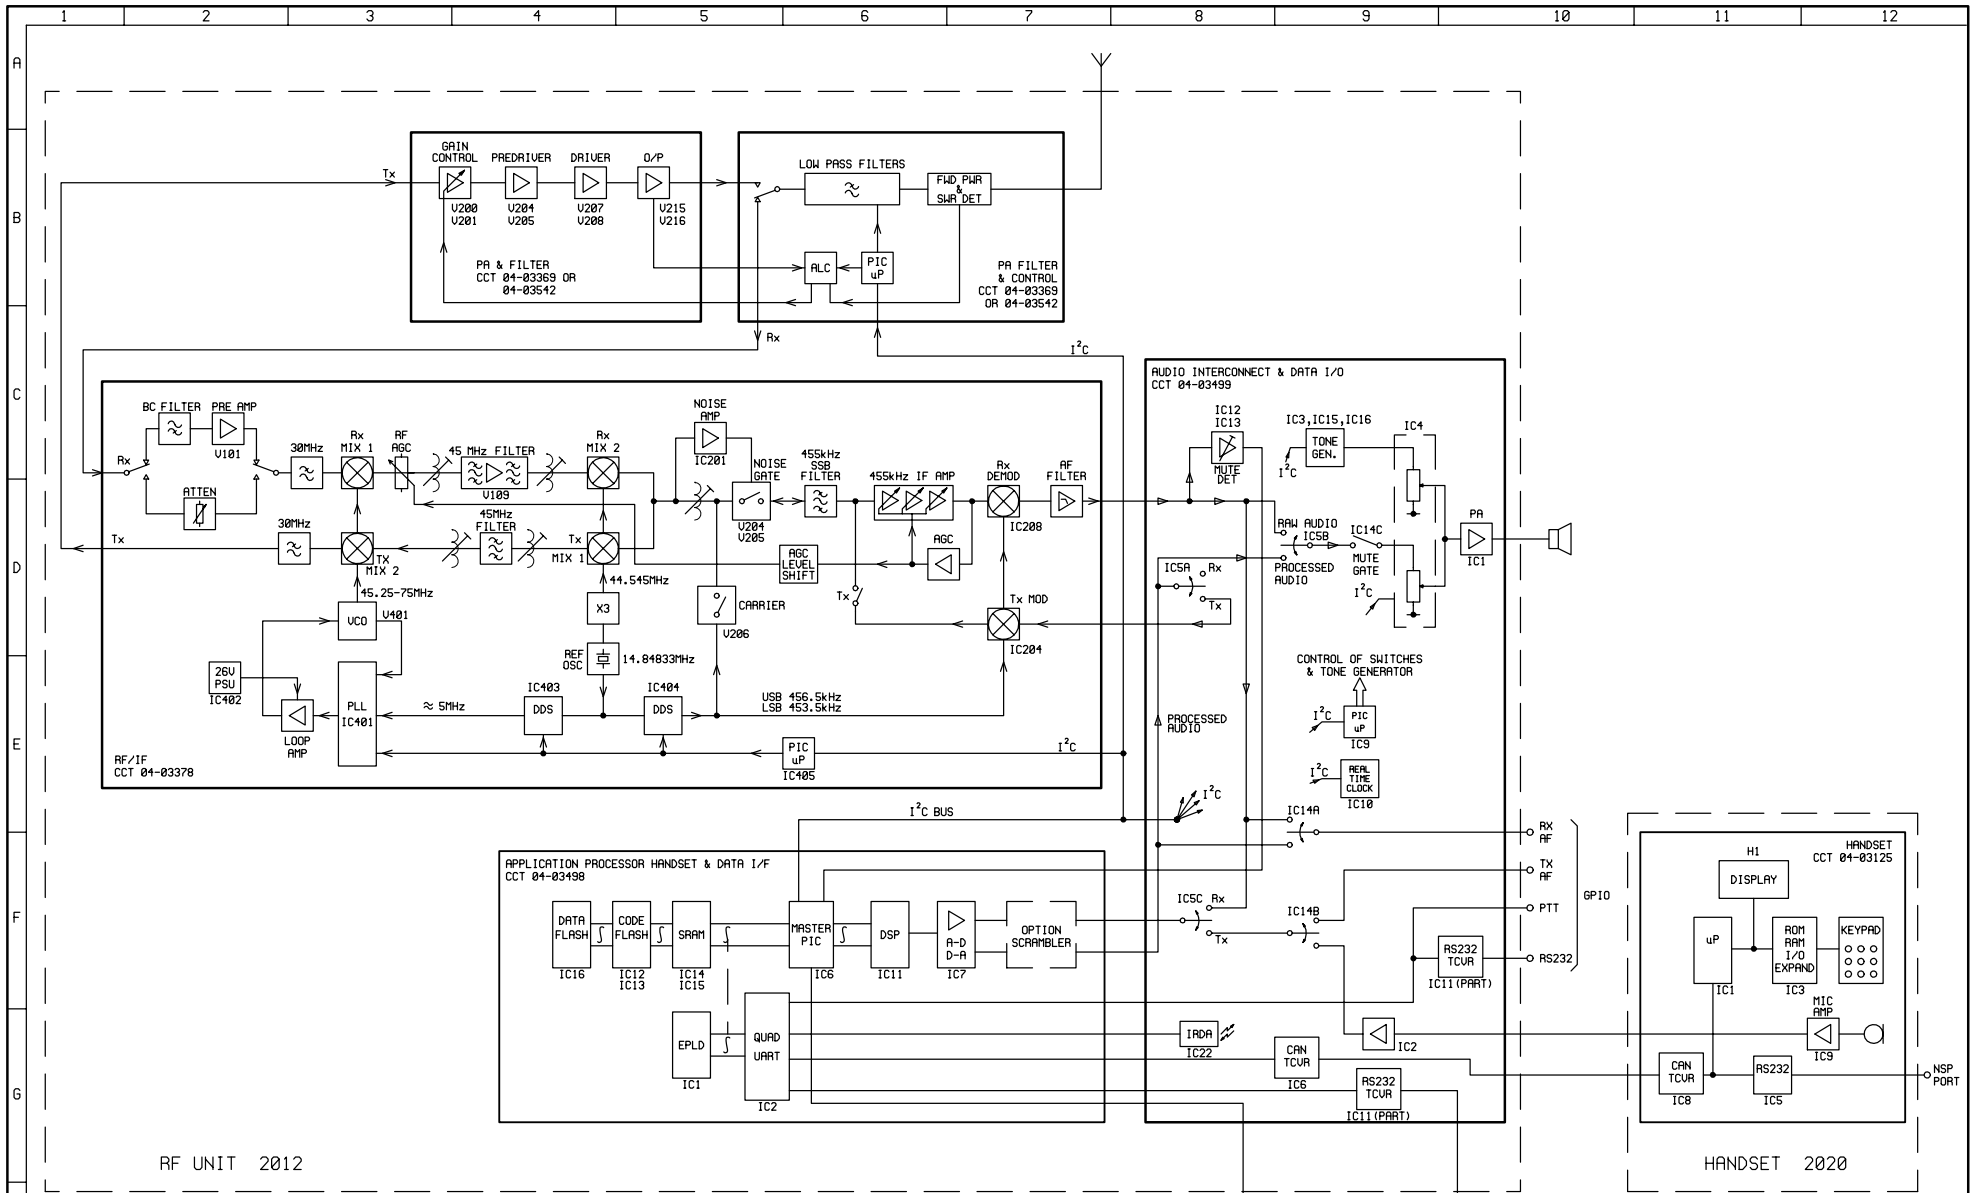 1 2 3 4 5 6 7 8 9 10 11 12
A
B
C
D
E
F
G
Tx
GAIN
CONTROL
V200
V201
PREDRIVER
V204
V205
DRIVER
V207
V208
O/P
V215
V216
PA & FILTER
CCT 04-03369 OR
04-03542
LOW PASS FILTERS
FWD PWR
&
SWR DET
ALC
PIC
uP
PA FILTER
& CONTROL
CCT 04-03369
OR 04-03542
Rx
I²C
BC FILTER
PRE AMP
V101
Rx
ATTEN
30MHz
Rx
MIX 1
RF
AGC
45 MHz FILTER
V109
Rx
MIX 2
NOISE
AMP
IC201
NOISE
GATE
V204
V205
455kHz
SSB
FILTER
455kHz IF AMP
Rx
DEMOD
IC208
AF
FILTER
Tx
30MHz
TX
MIX 2
45MHz
FILTER
Tx
MIX 1
AGC
LEVEL
SHIFT
AGC
45.25-75MHz
VCO
V401
44.545MHz
X3
CARRIER
V206
Tx
Tx MOD
IC204
REF
OSC
14.84833MHz
26V
PSU
IC402
LOOP
AMP
PLL
IC401
≈ 5MHz
IC403
DDS
IC404
DDS
USB 456.5kHz
LSB 453.5kHz
PIC
uP
IC405
I²C
RF/IF
CCT 04-03378
AUDIO INTERCONNECT & DATA I/O
CCT 04-03499
IC12
IC13
MUTE
DET
IC3,IC15,IC16
TONE
GEN.
I²C
IC4
RAW AUDIO
IC5B
PROCESSED
AUDIO
IC14C
MUTE
GATE
I²C
PA
IC1
IC5A
Rx
Tx
CONTROL OF SWITCHES
& TONE GENERATOR
I²C
PIC
uP
IC9
PROCESSED
AUDIO
I²C
REAL
TIME
CLOCK
IC10
I²C
IC14A
I²C BUS
RX
AF
TX
AF
PTT
RS232
GPIO
APPLICATION PROCESSOR HANDSET & DATA I/F
CCT 04-03498
DATA
FLASH
IC16
CODE
FLASH
IC12
IC13
SRAM
IC14
IC15
MASTER
PIC
IC6
DSP
IC11
A-D
D-A
IC7
OPTION
SCRAMBLER
IC5C
Rx
Tx
IC14B
RS232
TCVR
IC11(PART)
EPLD
IC1
QUAD
UART
IC2
IRDA
IC22
CAN
TCVR
IC6
IC2
RS232
TCVR
IC11(PART)
HANDSET
CCT 04-03125
H1
DISPLAY
uP
IC1
ROM
RAM
I/O
EXPAND
IC3
KEYPAD
MIC
AMP
IC9
CAN
TCVR
IC8
RS232
IC5
NSP
PORT
RF UNIT 2012
HANDSET 2020